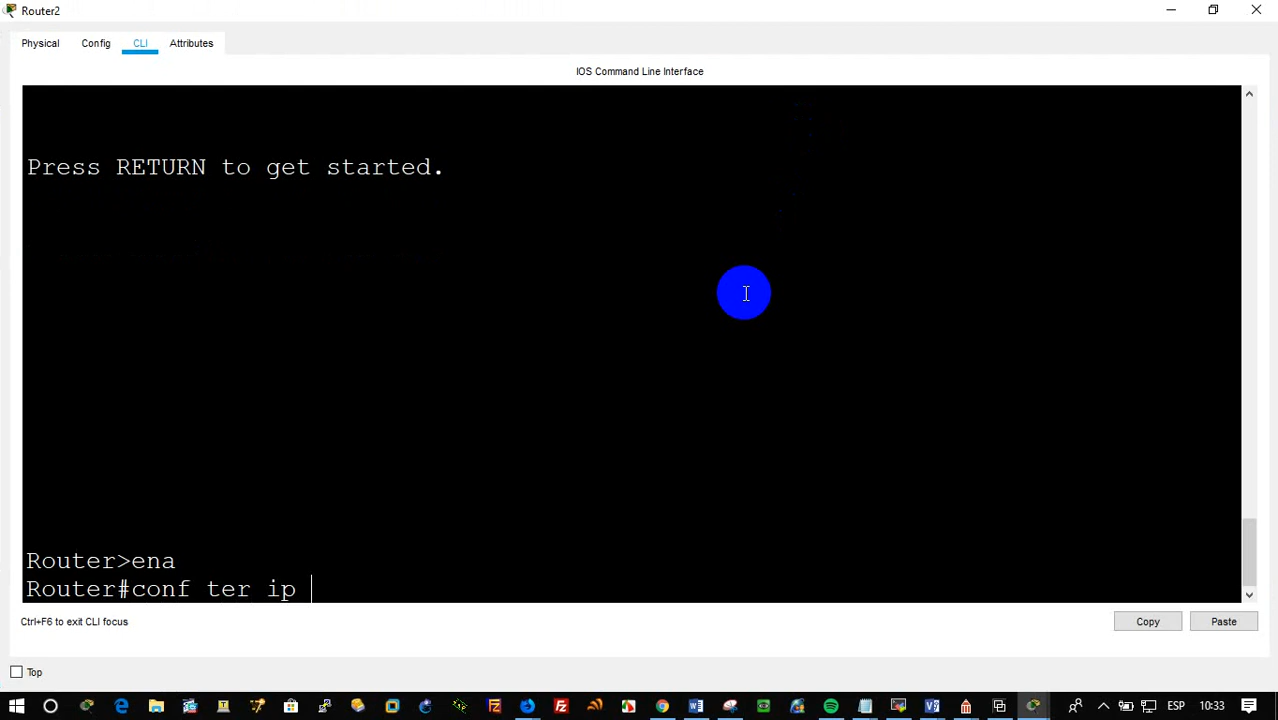 Router2
Physical Config CLI Attributes
IOS Command Line Interface
Press RETURN to get started.
Router>ena
Router#conf ter ip
Ctrl+F6 to exit CLI focus
Copy Paste
Top
ESP 10:33